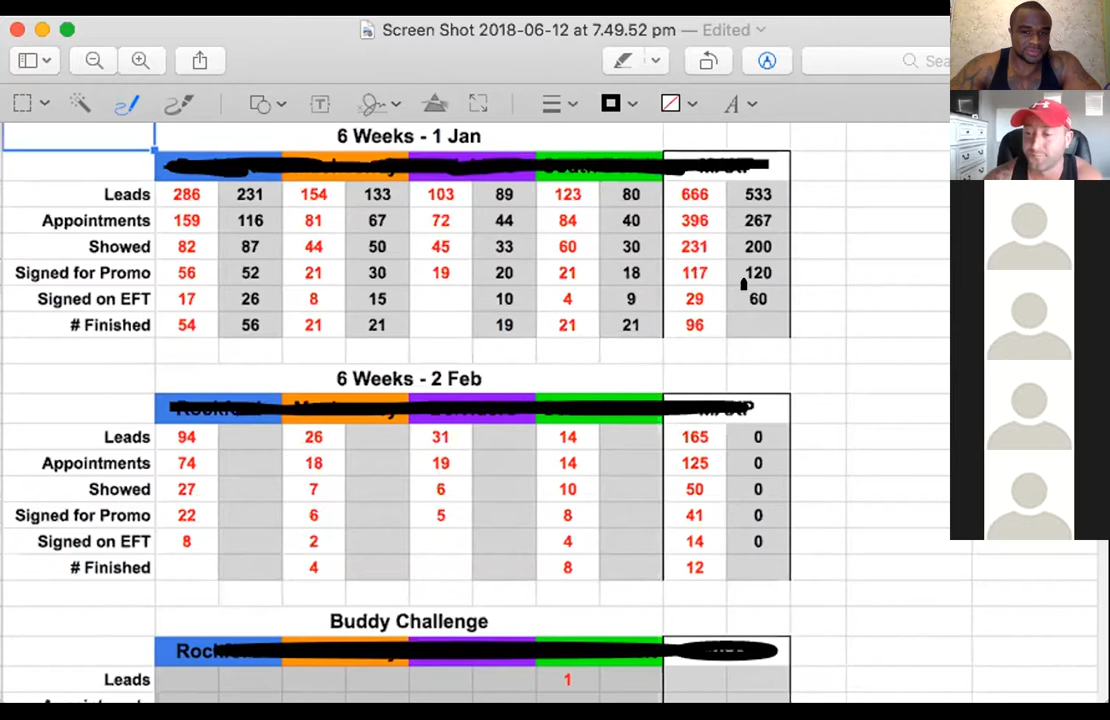 Screen Shot 2018-06-12 at 7.49.52 pm — Edited
Sea
6 Weeks - 1 Jan
Leads 286 231 154 133 103 89 123 80 666 533
Appointments 159 116 81 67 72 44 84 40 396 267
Showed 82 87 44 50 45 33 60 30 231 200
Signed for Promo 56 52 21 30 19 20 21 18 117 120
Signed on EFT 17 26 8 15 10 4 9 29 60
# Finished 54 56 21 21 19 21 21 96
6 Weeks - 2 Feb
Leads 94 26 31 14 165 0
Appointments 74 18 19 14 125 0
Showed 27 7 6 10 50 0
Signed for Promo 22 6 5 8 41 0
Signed on EFT 8 2 4 14 0
# Finished 4 8 12
Buddy Challenge
Leads 1